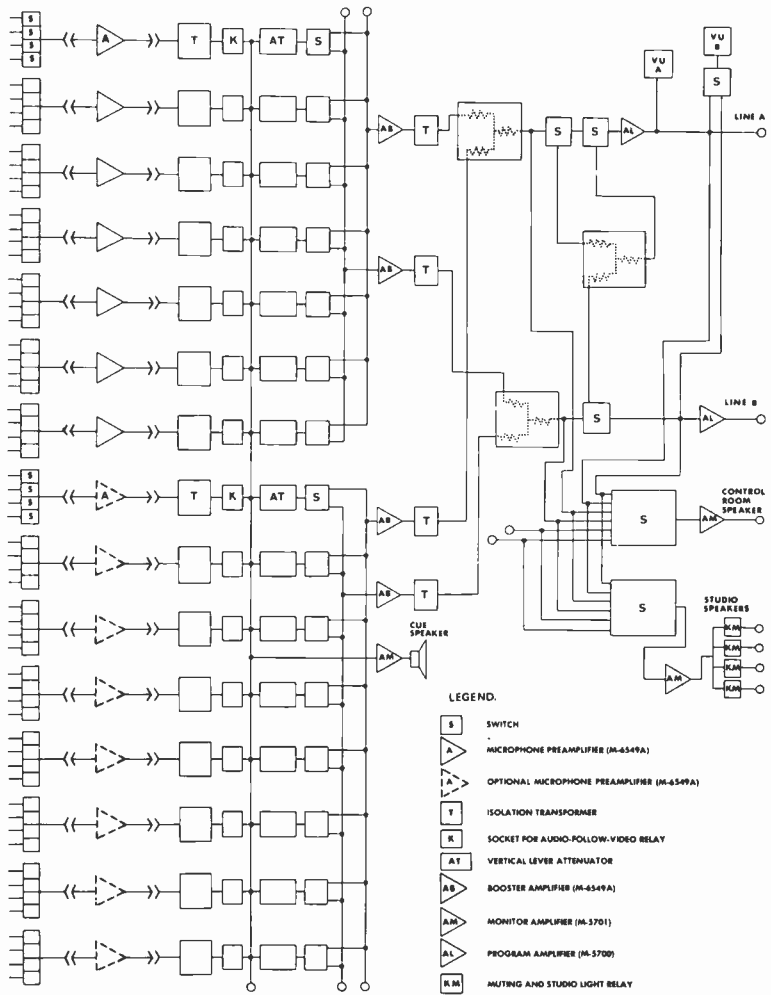 S
S
S
S
A
T
K
AT
S
AB
T
S
S
AL
VU
A
VU
B
S
LINE A
AB
T
S
AL
LINE B
S
S
S
S
A
T
K
AT
S
AB
T
S
AM
CONTROL
ROOM
SPEAKER
AB
T
S
CUE
SPEAKER
AM
AM
STUDIO
SPEAKERS
KM
KM
KM
KM
LEGEND.
S SWITCH
A MICROPHONE PREAMPLIFIER (M-6549A)
A OPTIONAL MICROPHONE PREAMPLIFIER (M-6549A)
T ISOLATION TRANSFORMER
K SOCKET FOR AUDIO-FOLLOW-VIDEO RELAY
AT VERTICAL LEVER ATTENUATOR
AB BOOSTER AMPLIFIER (M-6549A)
AM MONITOR AMPLIFIER (M-5701)
AL PROGRAM AMPLIFIER (M-5700)
KM MUTING AND STUDIO LIGHT RELAY